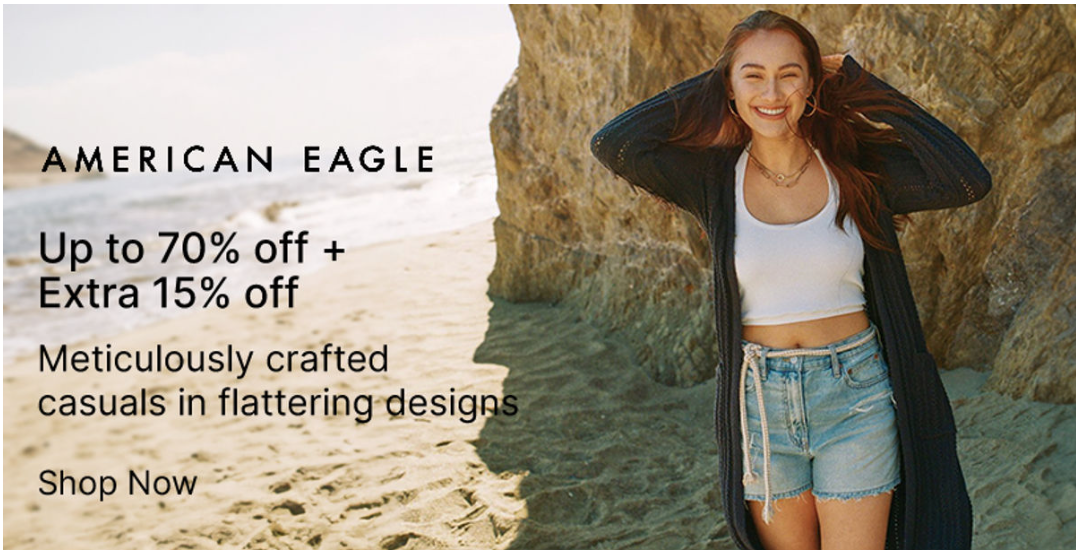 AMERICAN EAGLE
Up to 70% off +
Extra 15% off
Meticulously crafted
casuals in flattering designs
Shop Now